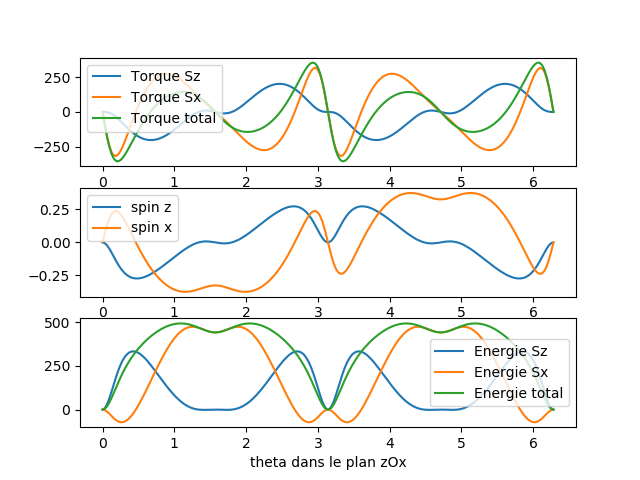 250
0
−250
Torque Sz
Torque Sx
Torque total
0 1 2 3 4 5 6
0.25
0.00
−0.25
spin z
spin x
0 1 2 3 4 5 6
500
250
0
Energie Sz
Energie Sx
Energie total
0 1 2 3 4 5 6
theta dans le plan zOx